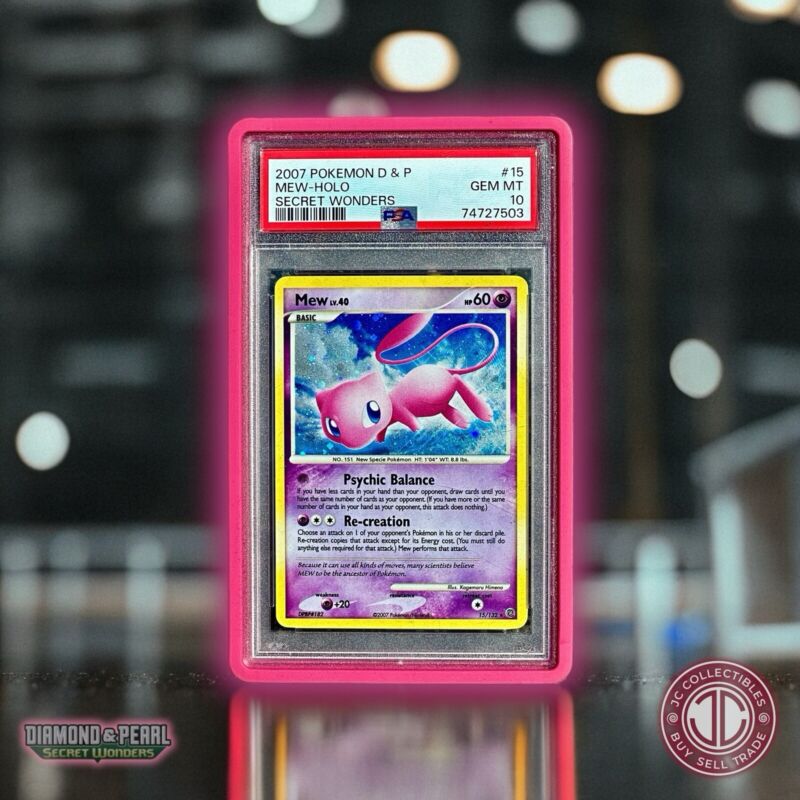 2007 POKEMON D & P #15
MEW-HOLO GEM MT
SECRET WONDERS 10
PSA 74727503
Mew LV.40 HP 60
BASIC
NO. 151 New Specie Pokémon HT: 1'04" WT: 8.8 lbs.
Psychic Balance
If you have less cards in your hand than your opponent, draw cards until you
have the same number of cards as your opponent. (If you have more or the same
number of cards in your hand as your opponent, this attack does nothing.)
Re-creation
Choose an attack on 1 of your opponent's Pokémon in his or her discard pile.
Re-creation copies that attack except for its Energy cost. (You must still do
anything else required for that attack.) Mew performs that attack.
Because it can use all kinds of moves, many scientists believe
MEW to be the ancestor of Pokémon.
Illus. Kagemaru Himeno
weakness resistance retreat cost
+20
DPBP#182 ©2007 Pokémon/Nintendo 15/132
DIAMOND & PEARL
SECRET WONDERS
JC COLLECTIBLES
JC
BUY SELL TRADE